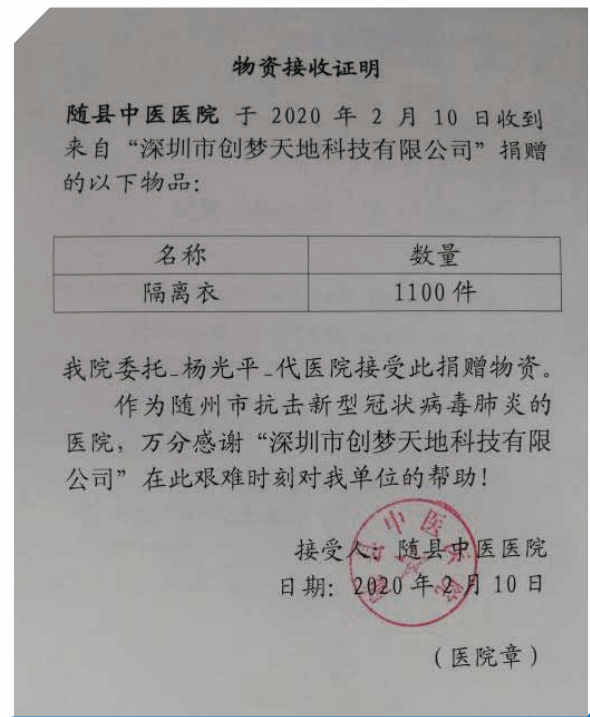 物资接收证明
随县中医医院 于 2020 年 2 月 10 日收到
来自“深圳市创梦天地科技有限公司”捐赠
的以下物品：
名称 数量
隔离衣 1100 件
我院委托_杨光平_代医院接受此捐赠物资。
作为随州市抗击新型冠状病毒肺炎的
医院，万分感谢“深圳市创梦天地科技有限
公司”在此艰难时刻对我单位的帮助！
接受人：随县中医医院
日期：2020 年 2 月 10 日
（医院章）
县中医医院